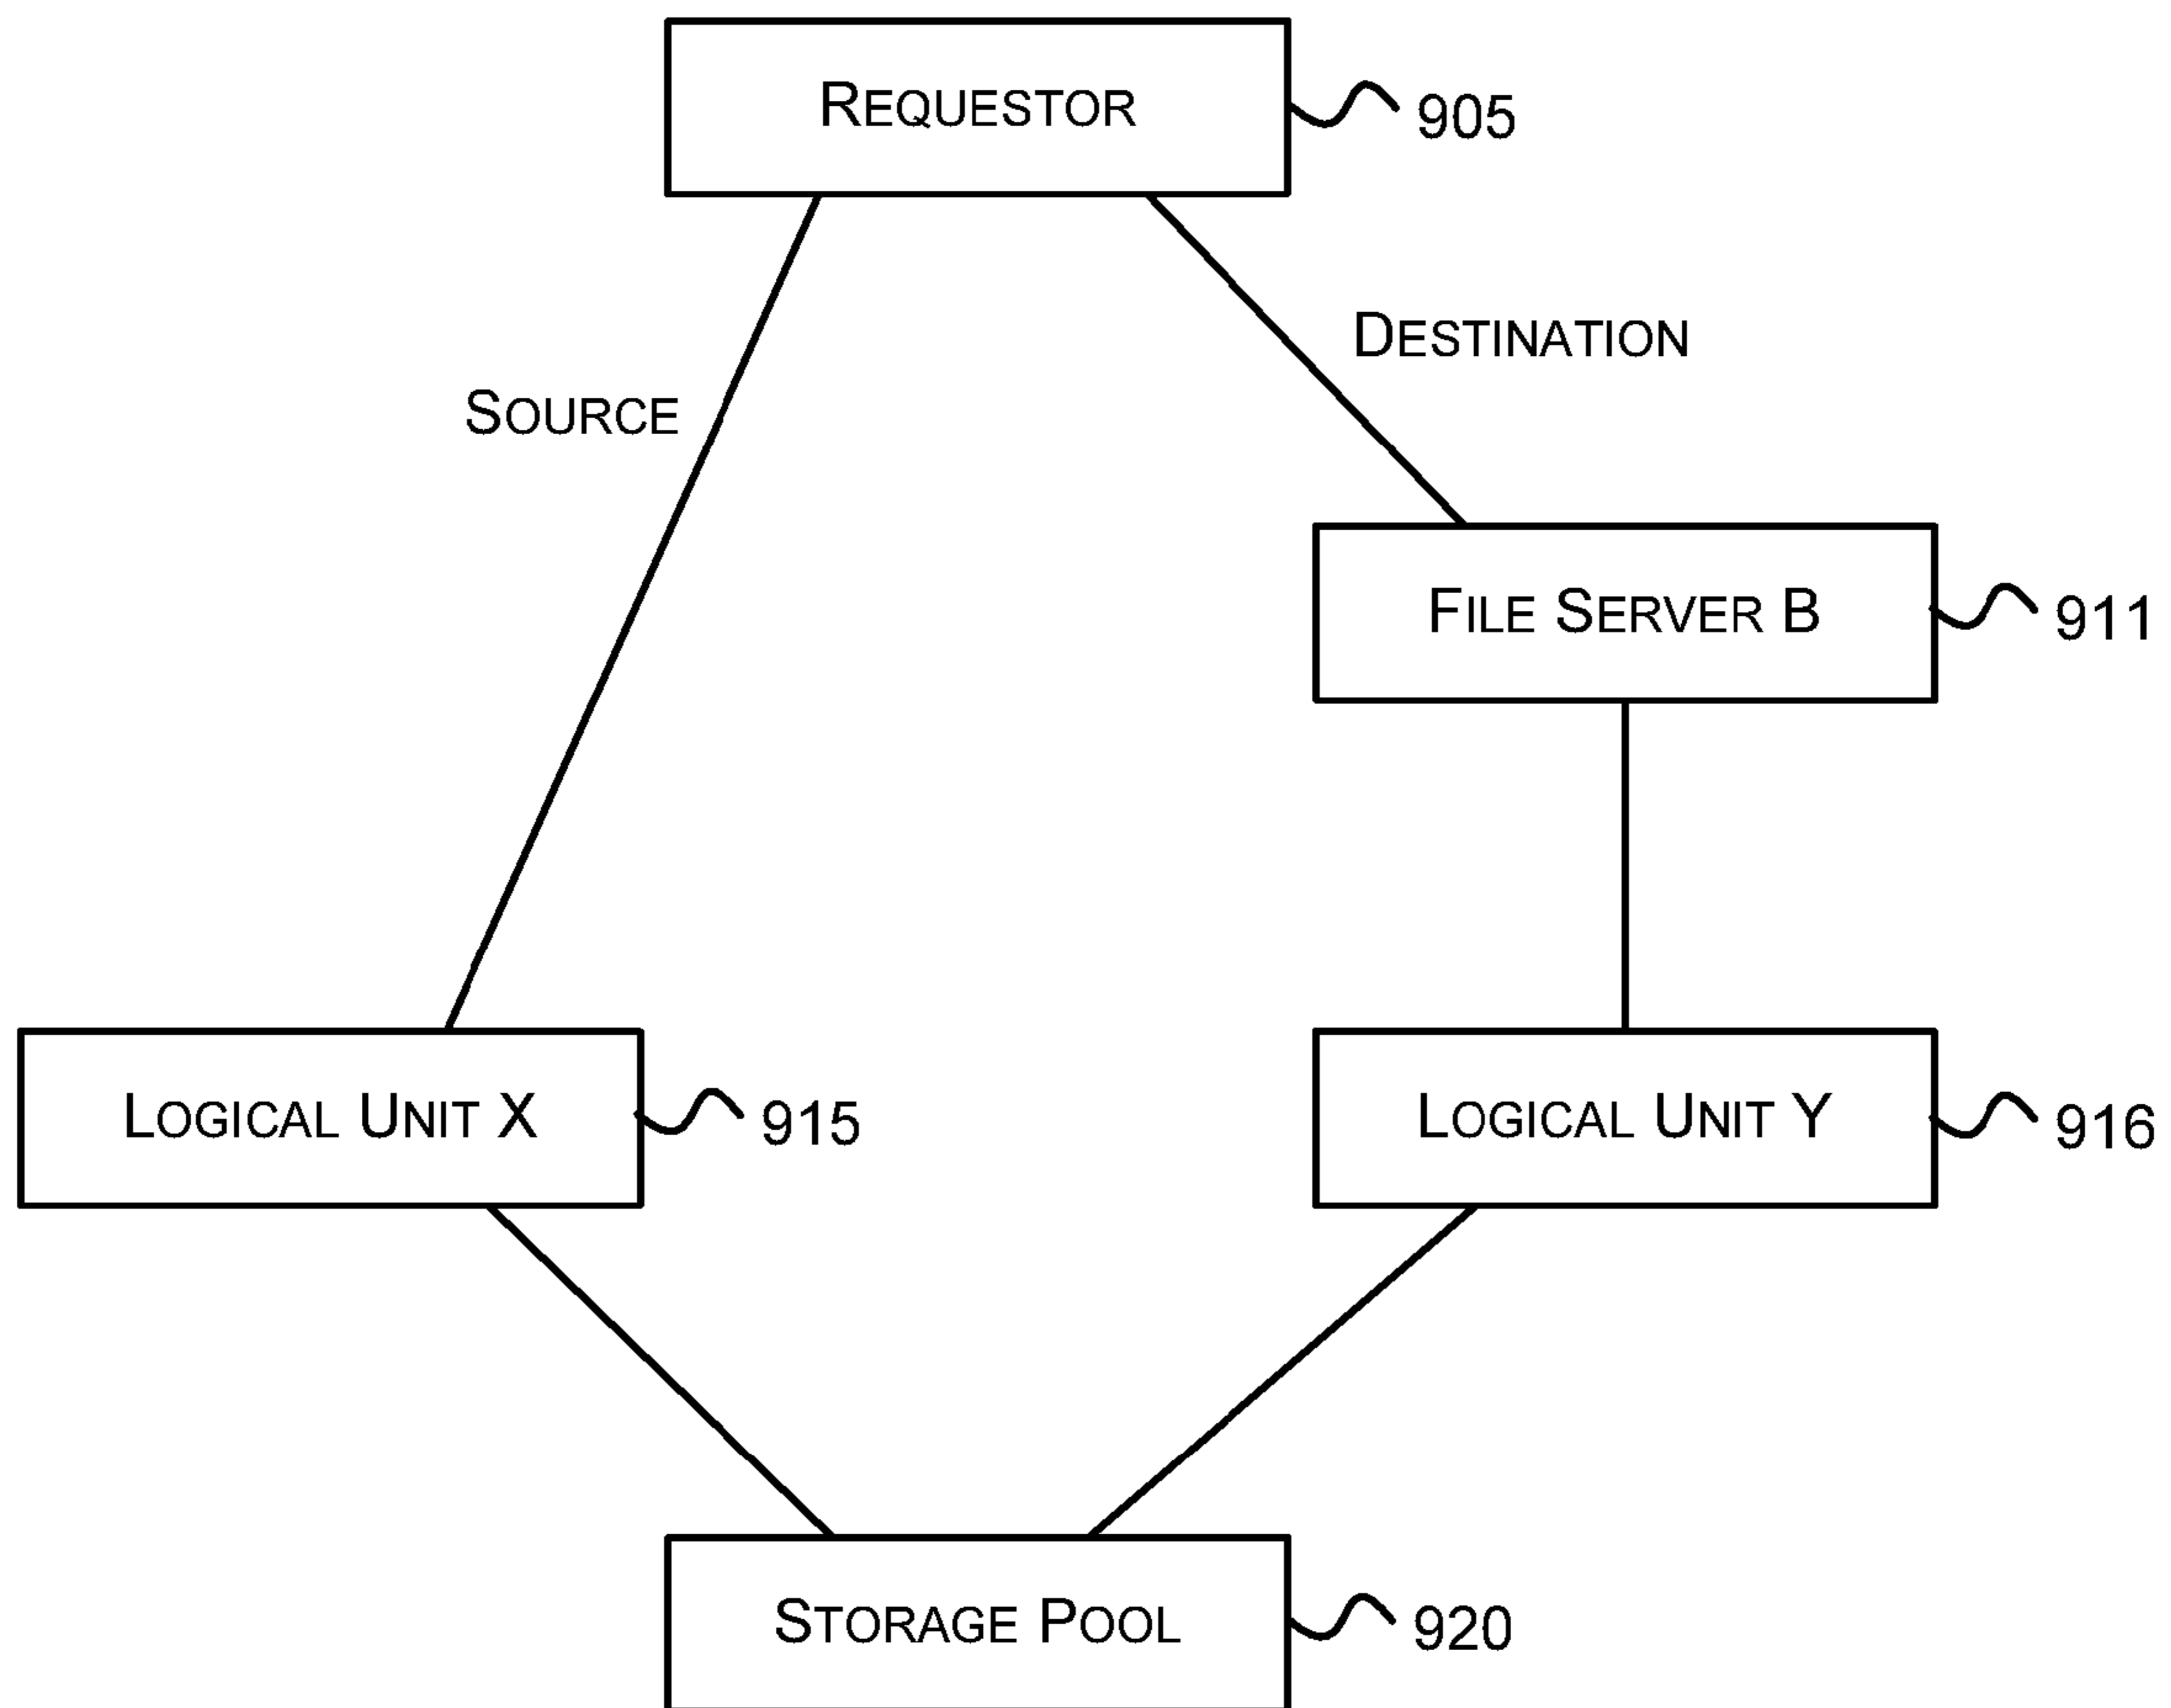 REQUESTOR
905
DESTINATION
SOURCE
FILE SERVER B
911
LOGICAL UNIT X
915
LOGICAL UNIT Y
916
STORAGE POOL
920